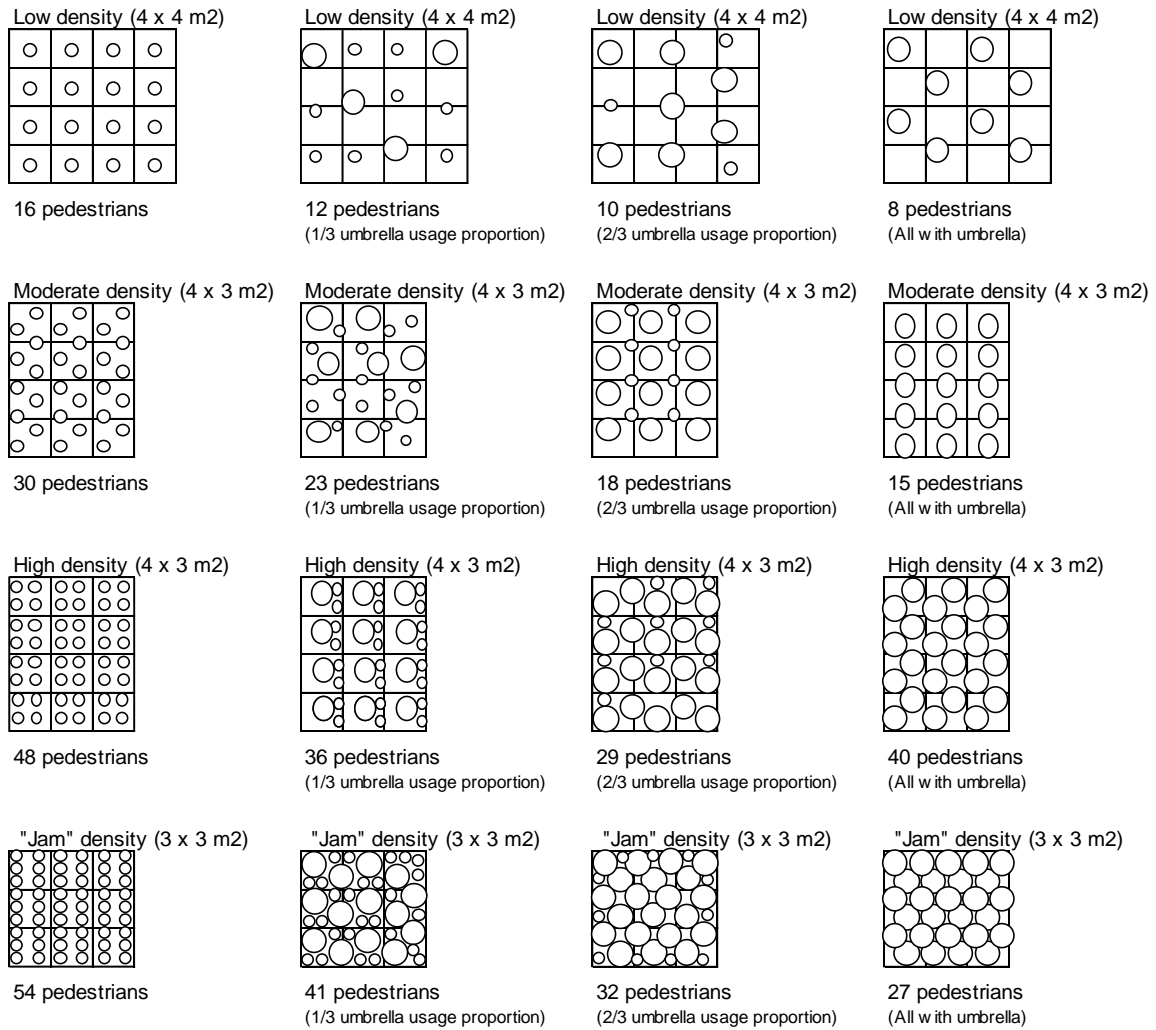 Low density (4 x 4 m2)
Low density (4 x 4 m2)
Low density (4 x 4 m2)
Low density (4 x 4 m2)
16 pedestrians
12 pedestrians
(1/3 umbrella usage proportion)
10 pedestrians
(2/3 umbrella usage proportion)
8 pedestrians
(All with umbrella)
Moderate density (4 x 3 m2)
Moderate density (4 x 3 m2)
Moderate density (4 x 3 m2)
Moderate density (4 x 3 m2)
30 pedestrians
23 pedestrians
(1/3 umbrella usage proportion)
18 pedestrians
(2/3 umbrella usage proportion)
15 pedestrians
(All with umbrella)
High density (4 x 3 m2)
High density (4 x 3 m2)
High density (4 x 3 m2)
High density (4 x 3 m2)
48 pedestrians
36 pedestrians
(1/3 umbrella usage proportion)
29 pedestrians
(2/3 umbrella usage proportion)
40 pedestrians
(All with umbrella)
"Jam" density (3 x 3 m2)
"Jam" density (3 x 3 m2)
"Jam" density (3 x 3 m2)
"Jam" density (3 x 3 m2)
54 pedestrians
41 pedestrians
(1/3 umbrella usage proportion)
32 pedestrians
(2/3 umbrella usage proportion)
27 pedestrians
(All with umbrella)